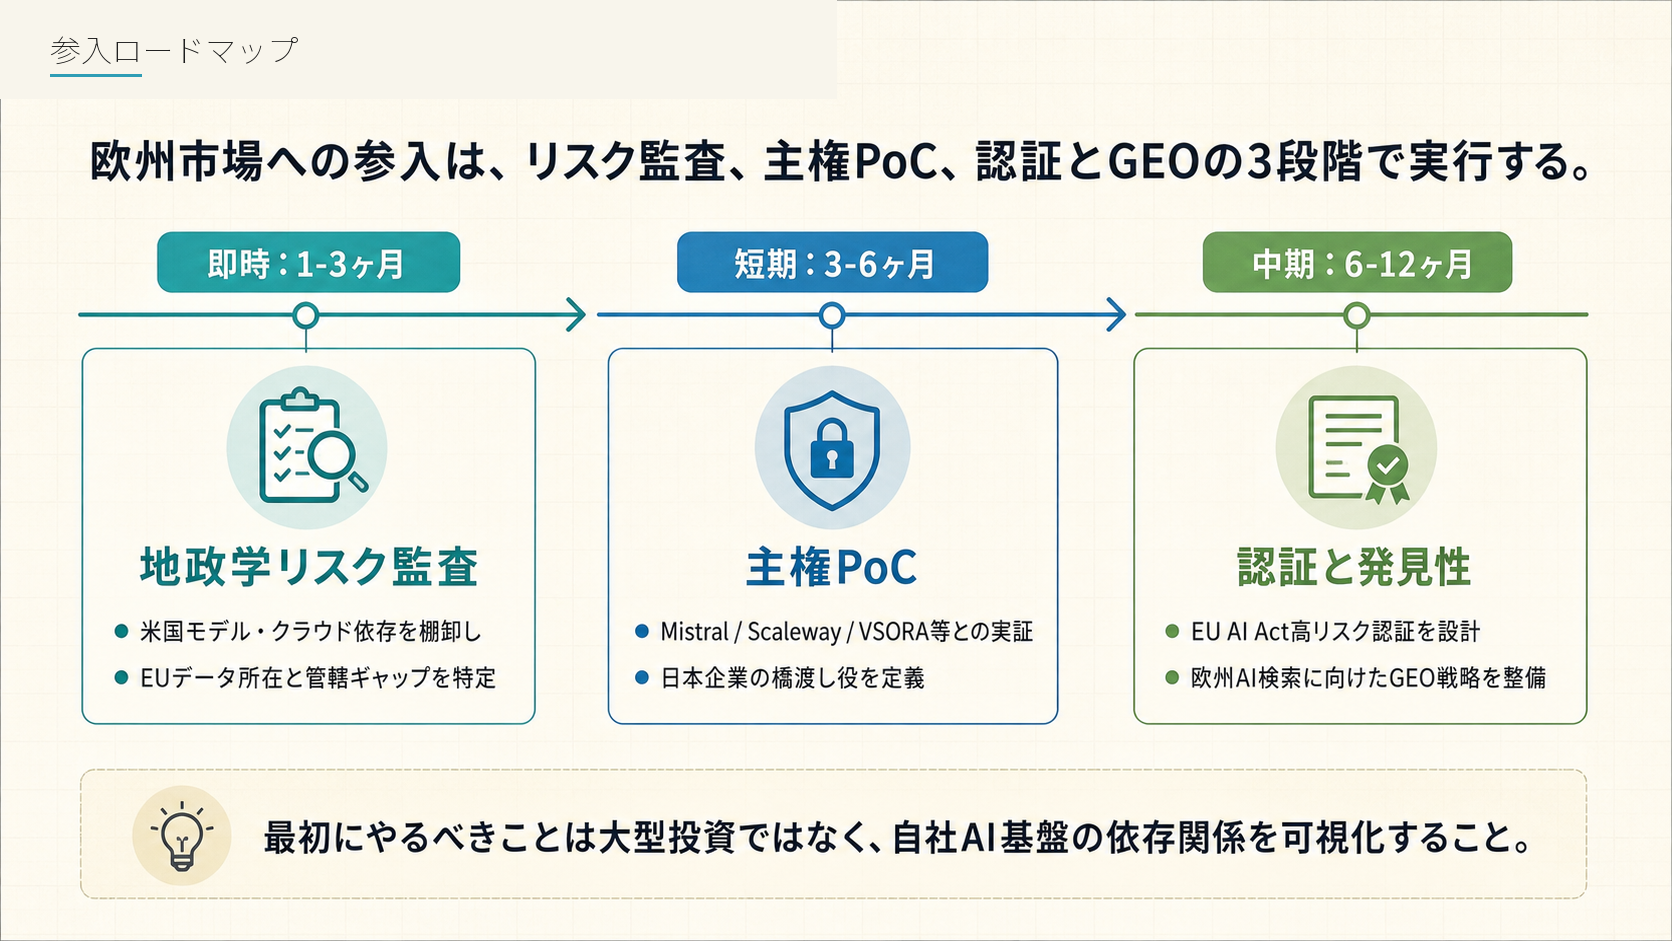 参入ロードマップ
欧州市場への参入は、リスク監査、主権PoC、認証とGEOの3段階で実行する。
即時：1-3ヶ月
短期：3-6ヶ月
中期：6-12ヶ月
地政学リスク監査
米国モデル・クラウド依存を棚卸し
EUデータ所在と管轄ギャップを特定
主権PoC
Mistral / Scaleway / VSORA等との実証
日本企業の橋渡し役を定義
認証と発見性
EU AI Act高リスク認証を設計
欧州AI検索に向けたGEO戦略を整備
最初にやるべきことは大型投資ではなく、自社AI基盤の依存関係を可視化すること。